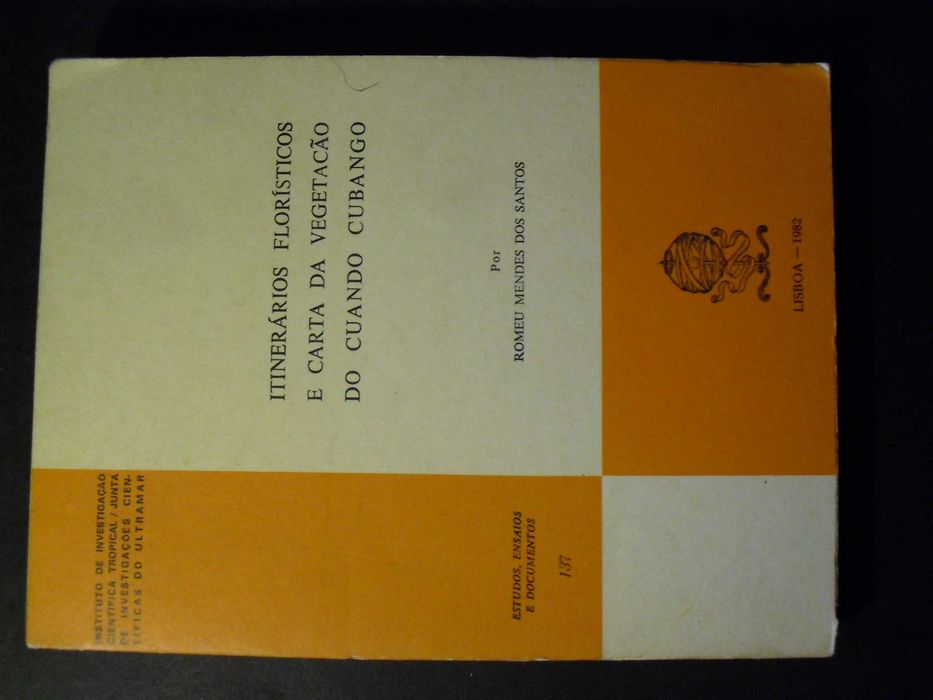 INSTITUTO DE INVESTIGAÇÃO
CIENTÍFICA TROPICAL / JUNTA
DE INVESTIGAÇÕES CIEN-
TÍFICAS DO ULTRAMAR
ITINERÁRIOS FLORÍSTICOS
E CARTA DA VEGETACÃO
DO CUANDO CUBANGO
Por
ROMEU MENDES DOS SANTOS
ESTUDOS, ENSAIOS
E DOCUMENTOS
137
LISBOA — 1982